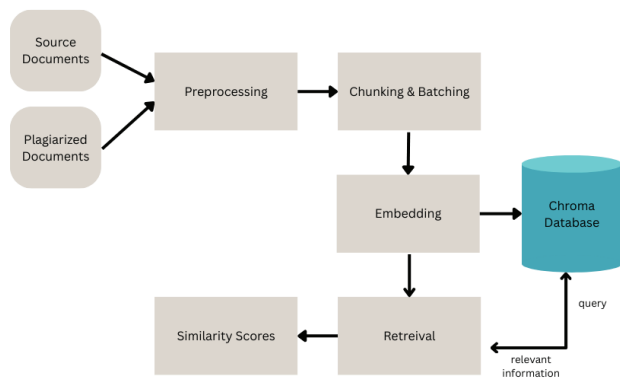 Source
Documents
Preprocessing
Chunking & Batching
Plagiarized
Documents
Embedding
Chroma
Database
Similarity Scores
Retreival
query
relevant
information